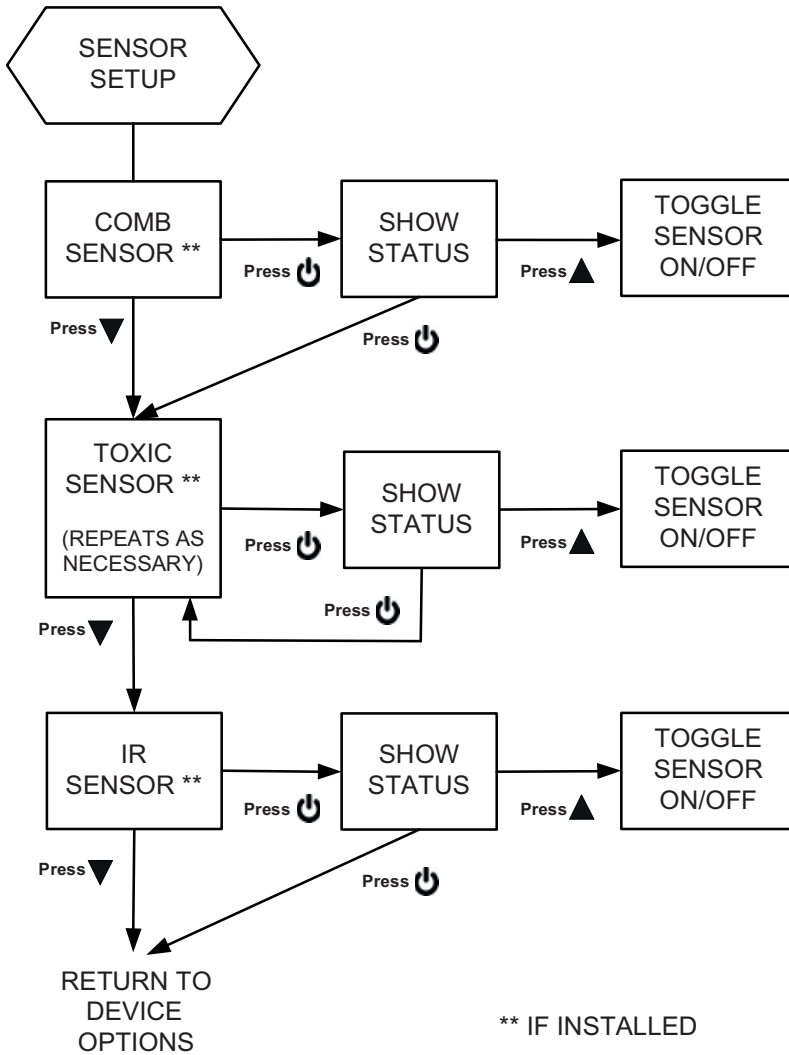 SENSOR
SETUP
COMB
SENSOR **
Press
SHOW
STATUS
Press
TOGGLE
SENSOR
ON/OFF
Press
Press
TOXIC
SENSOR **
(REPEATS AS
NECESSARY)
Press
SHOW
STATUS
Press
TOGGLE
SENSOR
ON/OFF
Press
Press
IR
SENSOR **
Press
SHOW
STATUS
Press
TOGGLE
SENSOR
ON/OFF
Press
Press
RETURN TO
DEVICE
OPTIONS
** IF INSTALLED